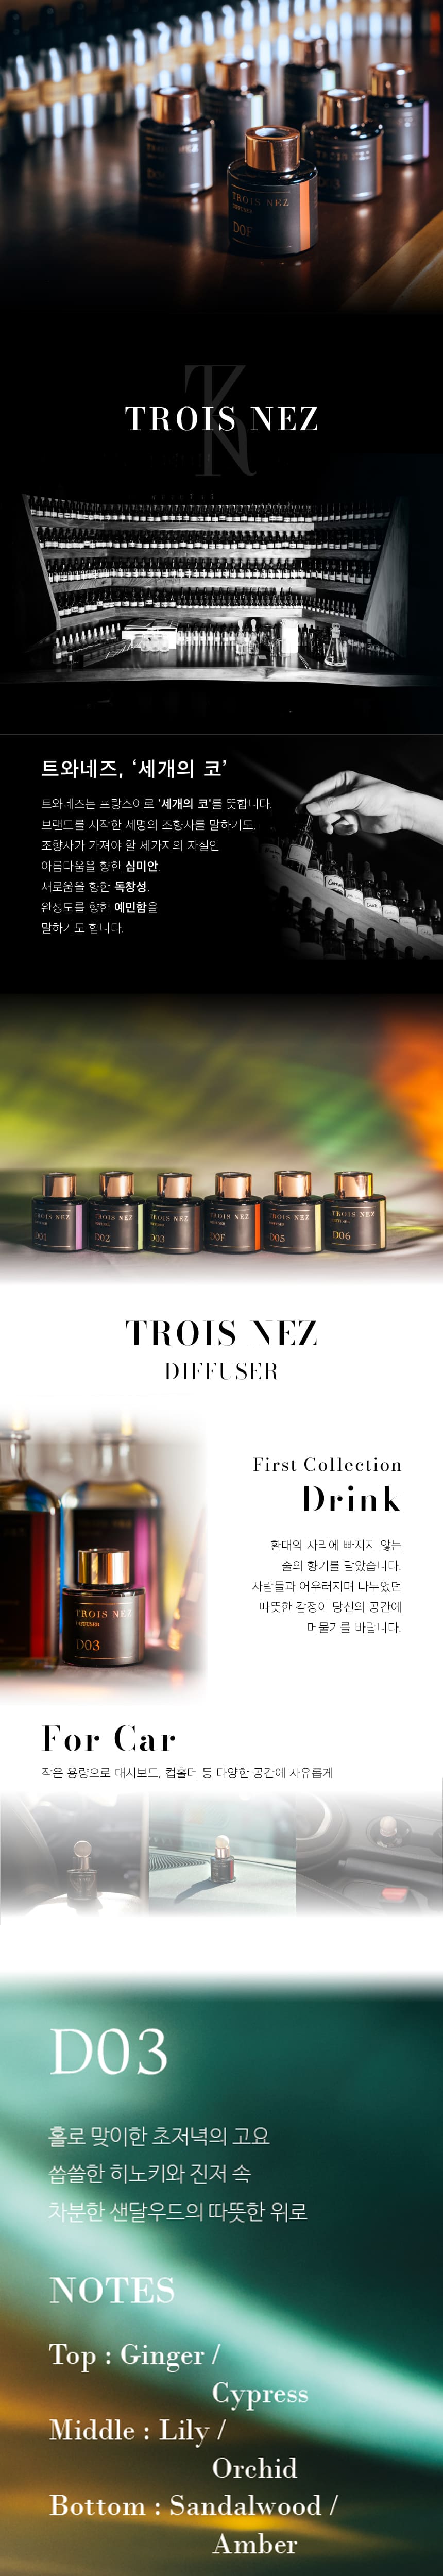 TROIS NEZ
DIFFUSER
D0F
TROIS NEZ
트와네즈, ‘세개의 코’
트와네즈는 프랑스어로 '세개의 코'를 뜻합니다.
브랜드를 시작한 세명의 조향사를 말하기도,
조향사가 가져야 할 세가지의 자질인
아름다움을 향한 심미안,
새로움을 향한 독창성,
완성도를 향한 예민함을
말하기도 합니다.
TROIS NEZ
D01
TROIS NEZ
D02
TROIS NEZ
D03
TROIS NEZ
D0F
TROIS NEZ
D05
TROIS NEZ
D06
TROIS NEZ
DIFFUSER
First Collection
Drink
환대의 자리에 빠지지 않는
술의 향기를 담았습니다.
사람들과 어우러지며 나누었던
따뜻한 감정이 당신의 공간에
머물기를 바랍니다.
TROIS NEZ
DIFFUSER
D03
For Car
작은 용량으로 대시보드, 컵홀더 등 다양한 공간에 자유롭게
D03
홀로 맞이한 초저녁의 고요
씁쓸한 히노키와 진저 속
차분한 샌달우드의 따뜻한 위로
NOTES
Top : Ginger /
Cypress
Middle : Lily /
Orchid
Bottom : Sandalwood /
Amber